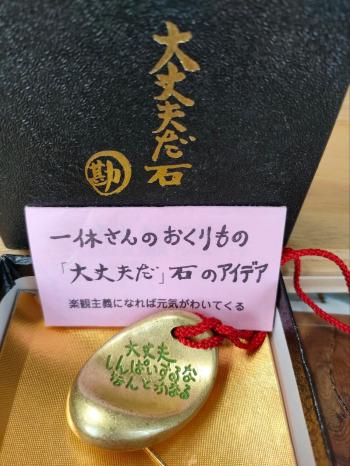 大丈夫だ石
勘
一休さんのおくりもの
「大丈夫だ」石のアイデア
楽観主義になれば元気がわいてくる
大丈夫
しんぱいするな
なんとかなる